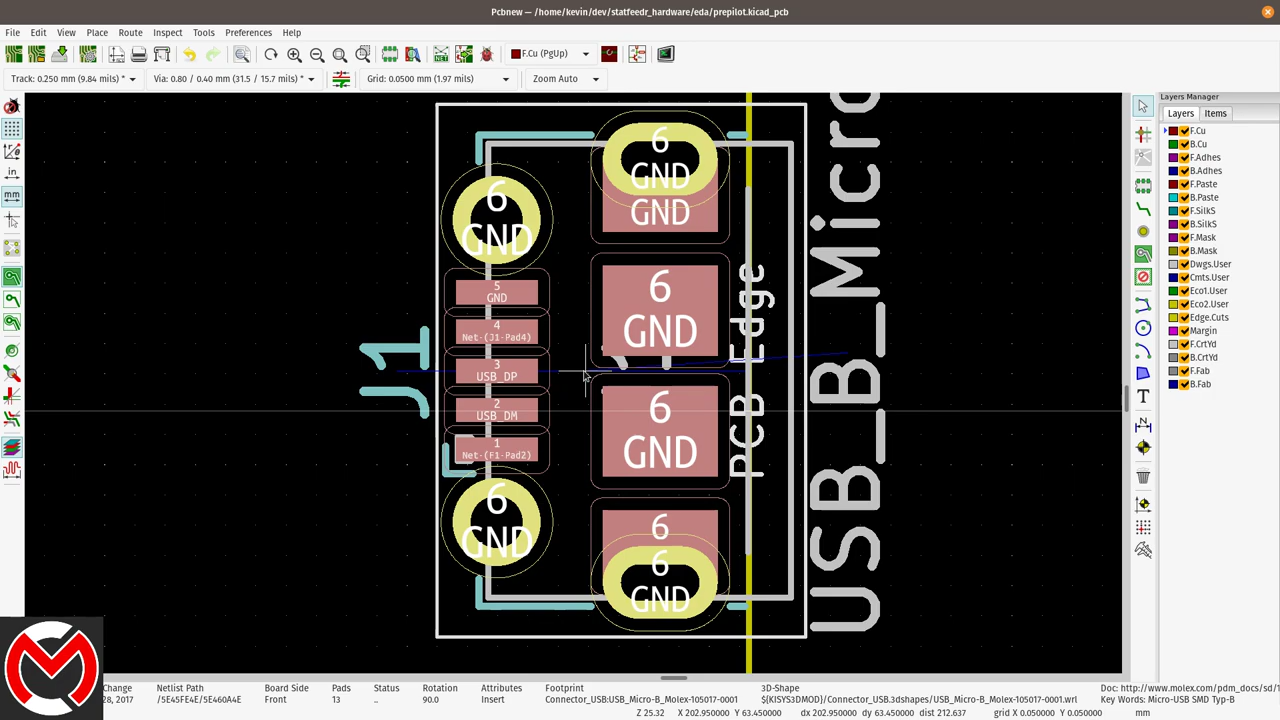 Pcbnew — /home/kevin/dev/statfeedr_hardware/eda/prepilot.kicad_pcb
File Edit View Place Route Inspect Tools Preferences Help
F.Cu (PgUp)
Track: 0.250 mm (9.84 mils) * Via: 0.80 / 0.40 mm (31.5 / 15.7 mils) * Grid: 0.0500 mm (1.97 mils) Zoom Auto
Layers Manager
Layers Items
F.Cu
B.Cu
F.Adhes
B.Adhes
F.Paste
B.Paste
F.SilkS
B.SilkS
F.Mask
B.Mask
Dwgs.User
Cmts.User
Eco1.User
Eco2.User
Edge.Cuts
Margin
F.CrtYd
B.CrtYd
F.Fab
B.Fab
in
mm
J1
6
GND
5
GND
4
Net-(J1-Pad4)
3
USB_DP
2
USB_DM
1
Net-(F1-Pad2)
6
GND
6
GND
GND
6
GND
6
GND
6
6
GND
PCB Edge
USB_B_Micro
Change Netlist Path Board Side Pads Status Rotation Attributes Footprint 3D-Shape Doc: http://www.molex.com/pdm_docs/sd/1
28, 2017 /5E45FE4E/5E460A4E Front 13 .. 90.0 Insert Connector_USB:USB_Micro-B_Molex-105017-0001 ${KISYS3DMOD}/Connector_USB.3dshapes/USB_Micro-B_Molex-105017-0001.wrl Key Words: Micro-USB SMD Typ-B
Z 25.32 X 202.950000 Y 63.450000 dx 202.950000 dy 63.450000 dist 212.637 grid X 0.050000 Y 0.050000 mm